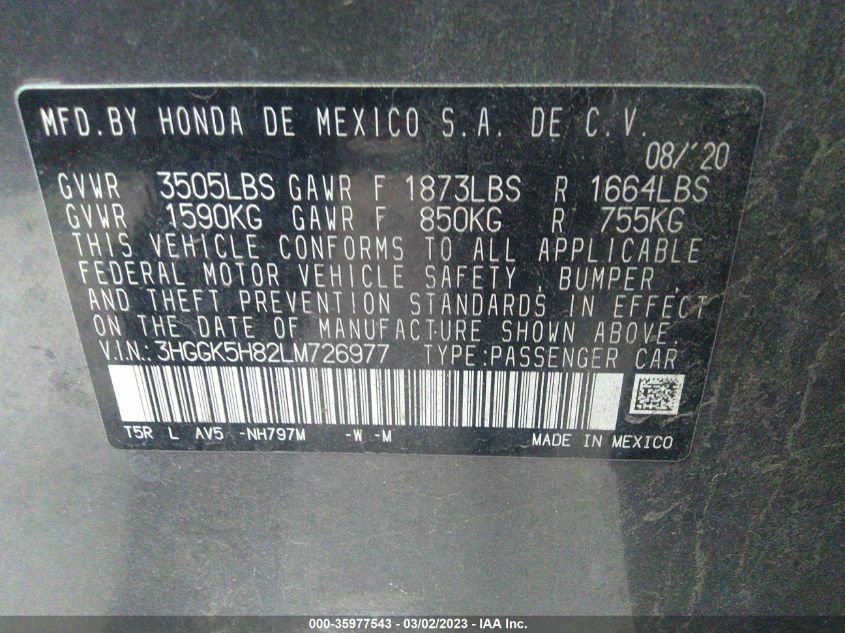 MFD.BY HONDA DE MEXICO S.A. DE C.V.
08/'20
GVWR 3505LBS GAWR F 1873LBS R 1664LBS
GVWR 1590KG GAWR F 850KG R 755KG
THIS VEHICLE CONFORMS TO ALL APPLICABLE
FEDERAL MOTOR VEHICLE SAFETY , BUMPER ,
AND THEFT PREVENTION STANDARDS IN EFFECT
ON THE DATE OF MANUFACTURE SHOWN ABOVE.
V.I.N.: 3HGGK5H82LM726977 TYPE:PASSENGER CAR
T5R L AV5 -NH797M -W -M MADE IN MEXICO
000-35977543 - 03/02/2023 - IAA Inc.